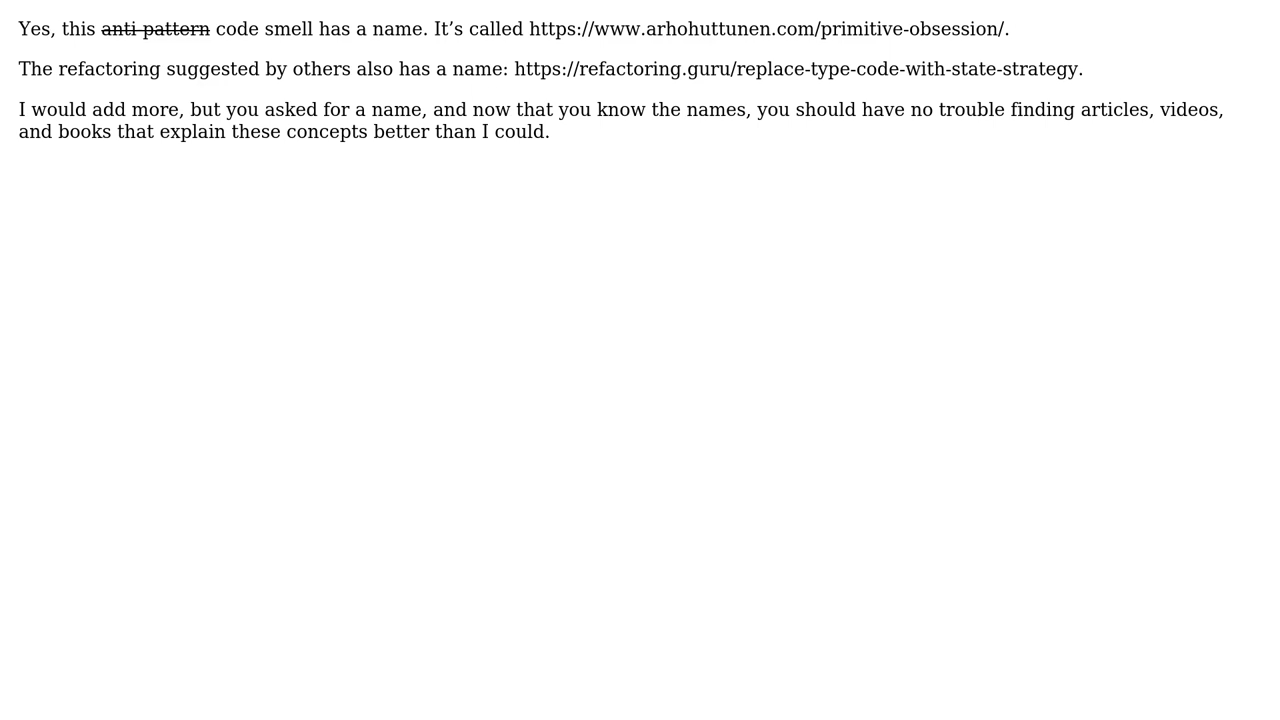 Yes, this anti-pattern code smell has a name. It’s called https://www.arhohuttunen.com/primitive-obsession/.
The refactoring suggested by others also has a name: https://refactoring.guru/replace-type-code-with-state-strategy.
I would add more, but you asked for a name, and now that you know the names, you should have no trouble finding articles, videos,
and books that explain these concepts better than I could.